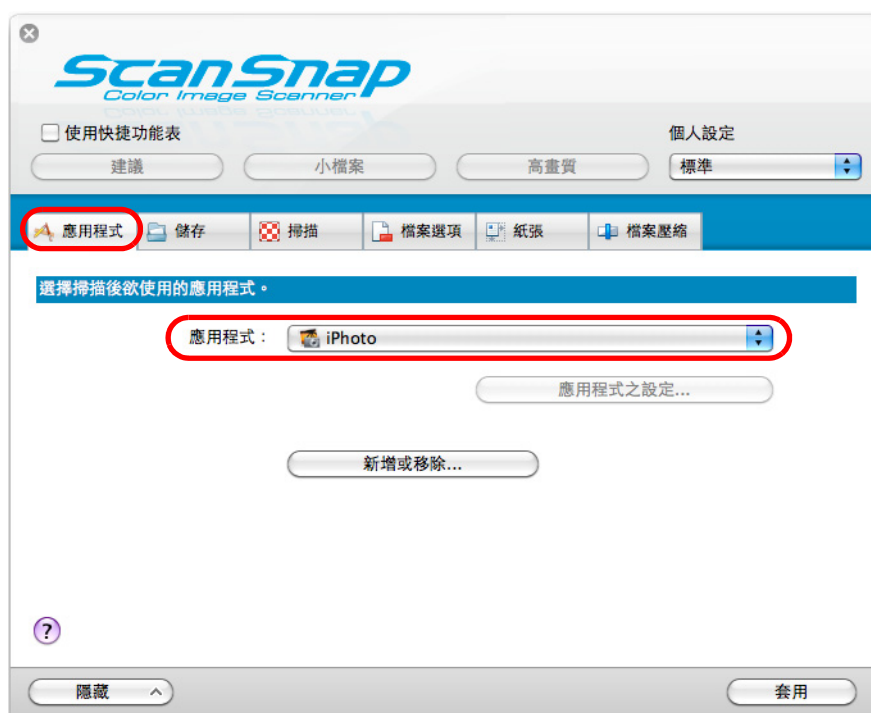 ScanSnap
Color Image Scanner
使用快捷功能表
個人設定
建議
小檔案
高畫質
標準
應用程式
儲存
掃描
檔案選項
紙張
檔案壓縮
選擇掃描後欲使用的應用程式。
應用程式：
iPhoto
應用程式之設定...
新增或移除...
?
隱藏
套用